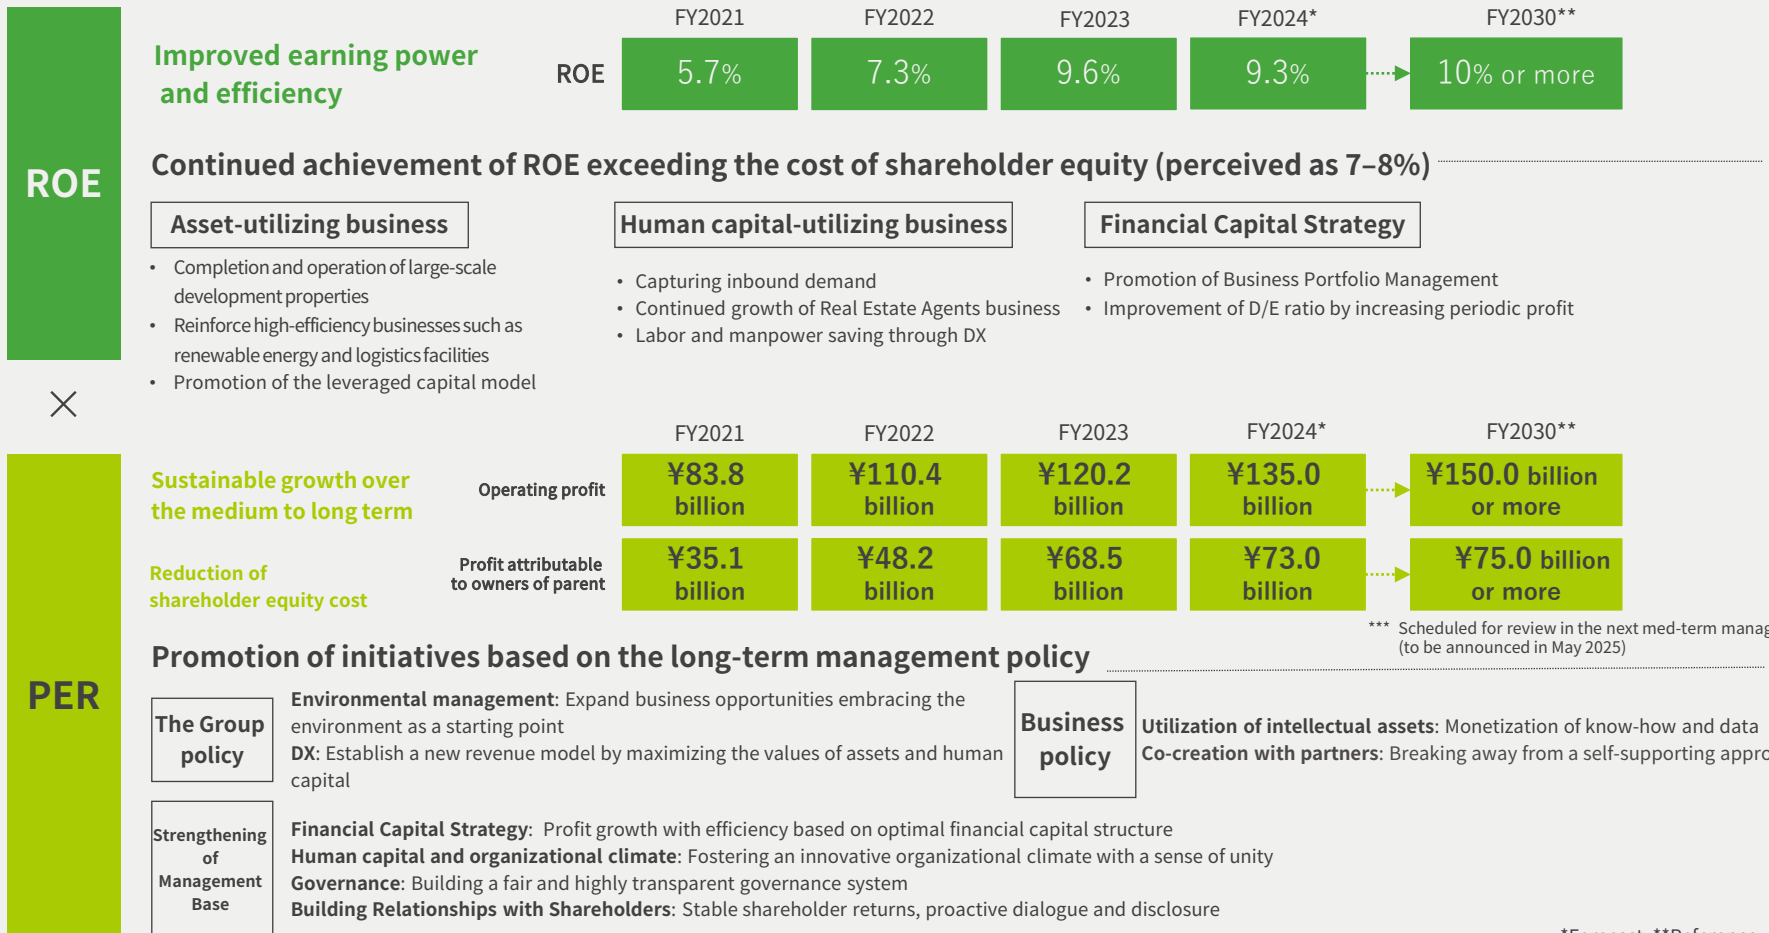 FY2021 FY2022 FY2023 FY2024* FY2030**
Improved earning power
and efficiency
ROE 5.7% 7.3% 9.6% 9.3% 10% or more
ROE
Continued achievement of ROE exceeding the cost of shareholder equity (perceived as 7–8%)
Asset-utilizing business
• Completion and operation of large-scale
development properties
• Reinforce high-efficiency businesses such as
renewable energy and logistics facilities
• Promotion of the leveraged capital model
Human capital-utilizing business
• Capturing inbound demand
• Continued growth of Real Estate Agents business
• Labor and manpower saving through DX
Financial Capital Strategy
• Promotion of Business Portfolio Management
• Improvement of D/E ratio by increasing periodic profit
×
FY2021 FY2022 FY2023 FY2024* FY2030**
Sustainable growth over
the medium to long term
Operating profit
¥83.8 ¥110.4 ¥120.2 ¥135.0 ¥150.0 billion
billion billion billion billion or more
Reduction of
shareholder equity cost
Profit attributable
to owners of parent
¥35.1 ¥48.2 ¥68.5 ¥73.0 ¥75.0 billion
billion billion billion billion or more
*** Scheduled for review in the next med-term manag
(to be announced in May 2025)
PER
Promotion of initiatives based on the long-term management policy
The Group
policy
Environmental management: Expand business opportunities embracing the
environment as a starting point
DX: Establish a new revenue model by maximizing the values of assets and human
capital
Business
policy
Utilization of intellectual assets: Monetization of know-how and data
Co-creation with partners: Breaking away from a self-supporting appro
Strengthening
of
Management
Base
Financial Capital Strategy: Profit growth with efficiency based on optimal financial capital structure
Human capital and organizational climate: Fostering an innovative organizational climate with a sense of unity
Governance: Building a fair and highly transparent governance system
Building Relationships with Shareholders: Stable shareholder returns, proactive dialogue and disclosure